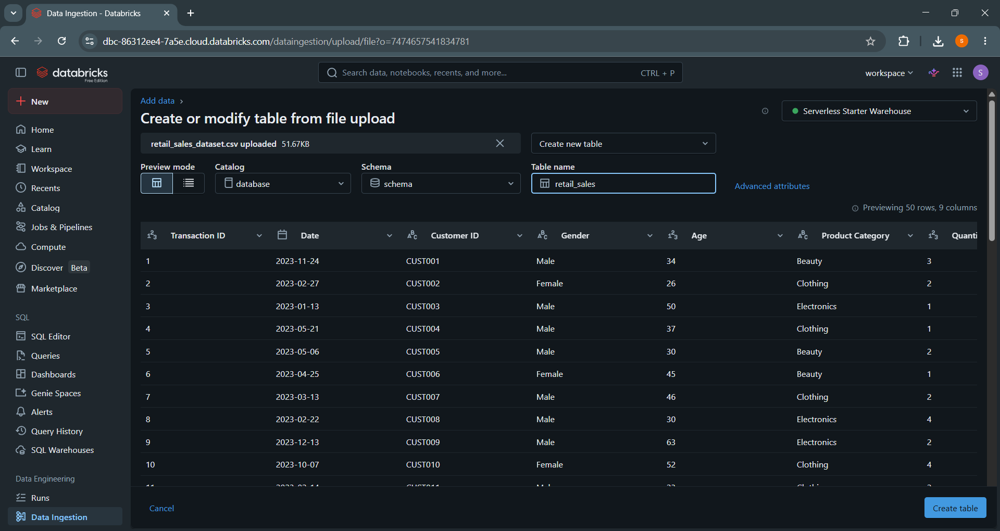 Data Ingestion - Databricks
dbc-86312ee4-7a5e.cloud.databricks.com/dataingestion/upload/file?o=7474657541834781
S
databricks
Free Edition
Search data, notebooks, recents, and more...
CTRL + P
workspace
S
New
Home
Learn
Workspace
Recents
Catalog
Jobs & Pipelines
Compute
Discover Beta
Marketplace
SQL
SQL Editor
Queries
Dashboards
Genie Spaces
Alerts
Query History
SQL Warehouses
Data Engineering
Runs
Data Ingestion
Add data ›
Create or modify table from file upload
Serverless Starter Warehouse
retail_sales_dataset.csv uploaded 51.67KB
Create new table
Preview mode Catalog Schema Table name
database schema retail_sales Advanced attributes
Previewing 50 rows, 9 columns
Transaction ID Date Customer ID Gender Age Product Category Quanti
1 2023-11-24 CUST001 Male 34 Beauty 3
2 2023-02-27 CUST002 Female 26 Clothing 2
3 2023-01-13 CUST003 Male 50 Electronics 1
4 2023-05-21 CUST004 Male 37 Clothing 1
5 2023-05-06 CUST005 Male 30 Beauty 2
6 2023-04-25 CUST006 Female 45 Beauty 1
7 2023-03-13 CUST007 Male 46 Clothing 2
8 2023-02-22 CUST008 Male 30 Electronics 4
9 2023-12-13 CUST009 Male 63 Electronics 2
10 2023-10-07 CUST010 Female 52 Clothing 4
Cancel
Create table